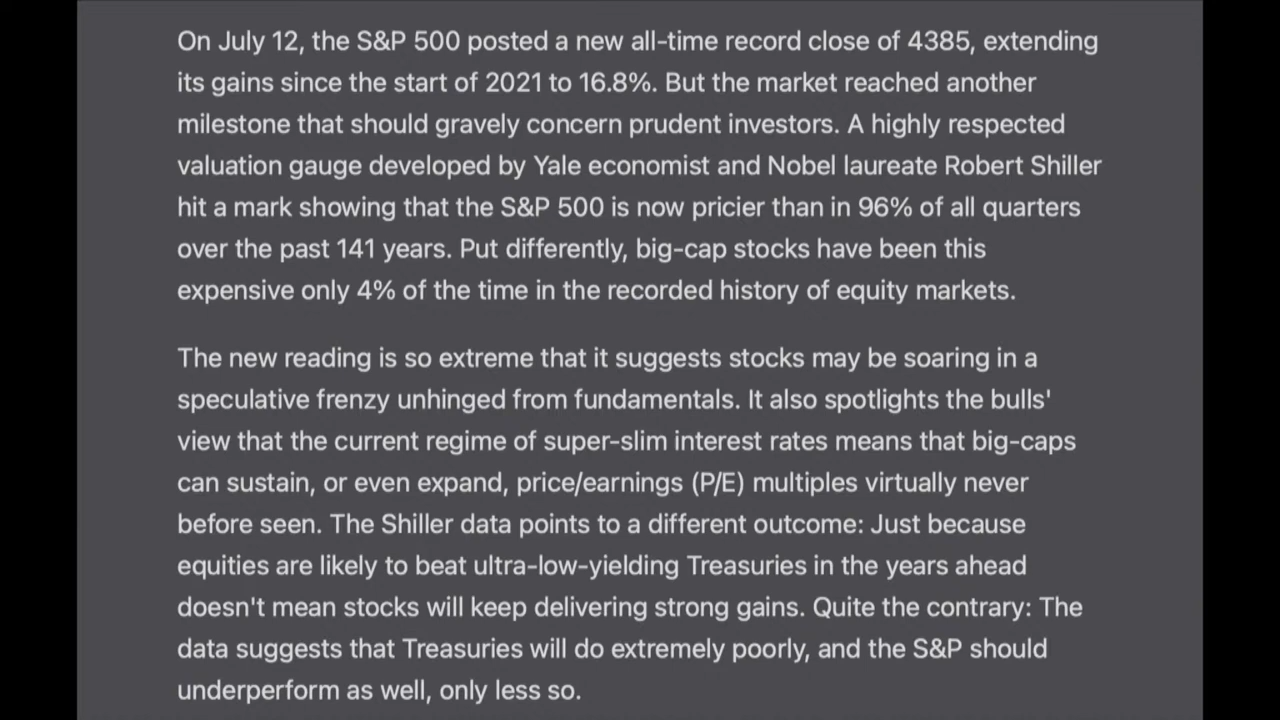 On July 12, the S&P 500 posted a new all-time record close of 4385, extending
its gains since the start of 2021 to 16.8%. But the market reached another
milestone that should gravely concern prudent investors. A highly respected
valuation gauge developed by Yale economist and Nobel laureate Robert Shiller
hit a mark showing that the S&P 500 is now pricier than in 96% of all quarters
over the past 141 years. Put differently, big-cap stocks have been this
expensive only 4% of the time in the recorded history of equity markets.
The new reading is so extreme that it suggests stocks may be soaring in a
speculative frenzy unhinged from fundamentals. It also spotlights the bulls'
view that the current regime of super-slim interest rates means that big-caps
can sustain, or even expand, price/earnings (P/E) multiples virtually never
before seen. The Shiller data points to a different outcome: Just because
equities are likely to beat ultra-low-yielding Treasuries in the years ahead
doesn't mean stocks will keep delivering strong gains. Quite the contrary: The
data suggests that Treasuries will do extremely poorly, and the S&P should
underperform as well, only less so.